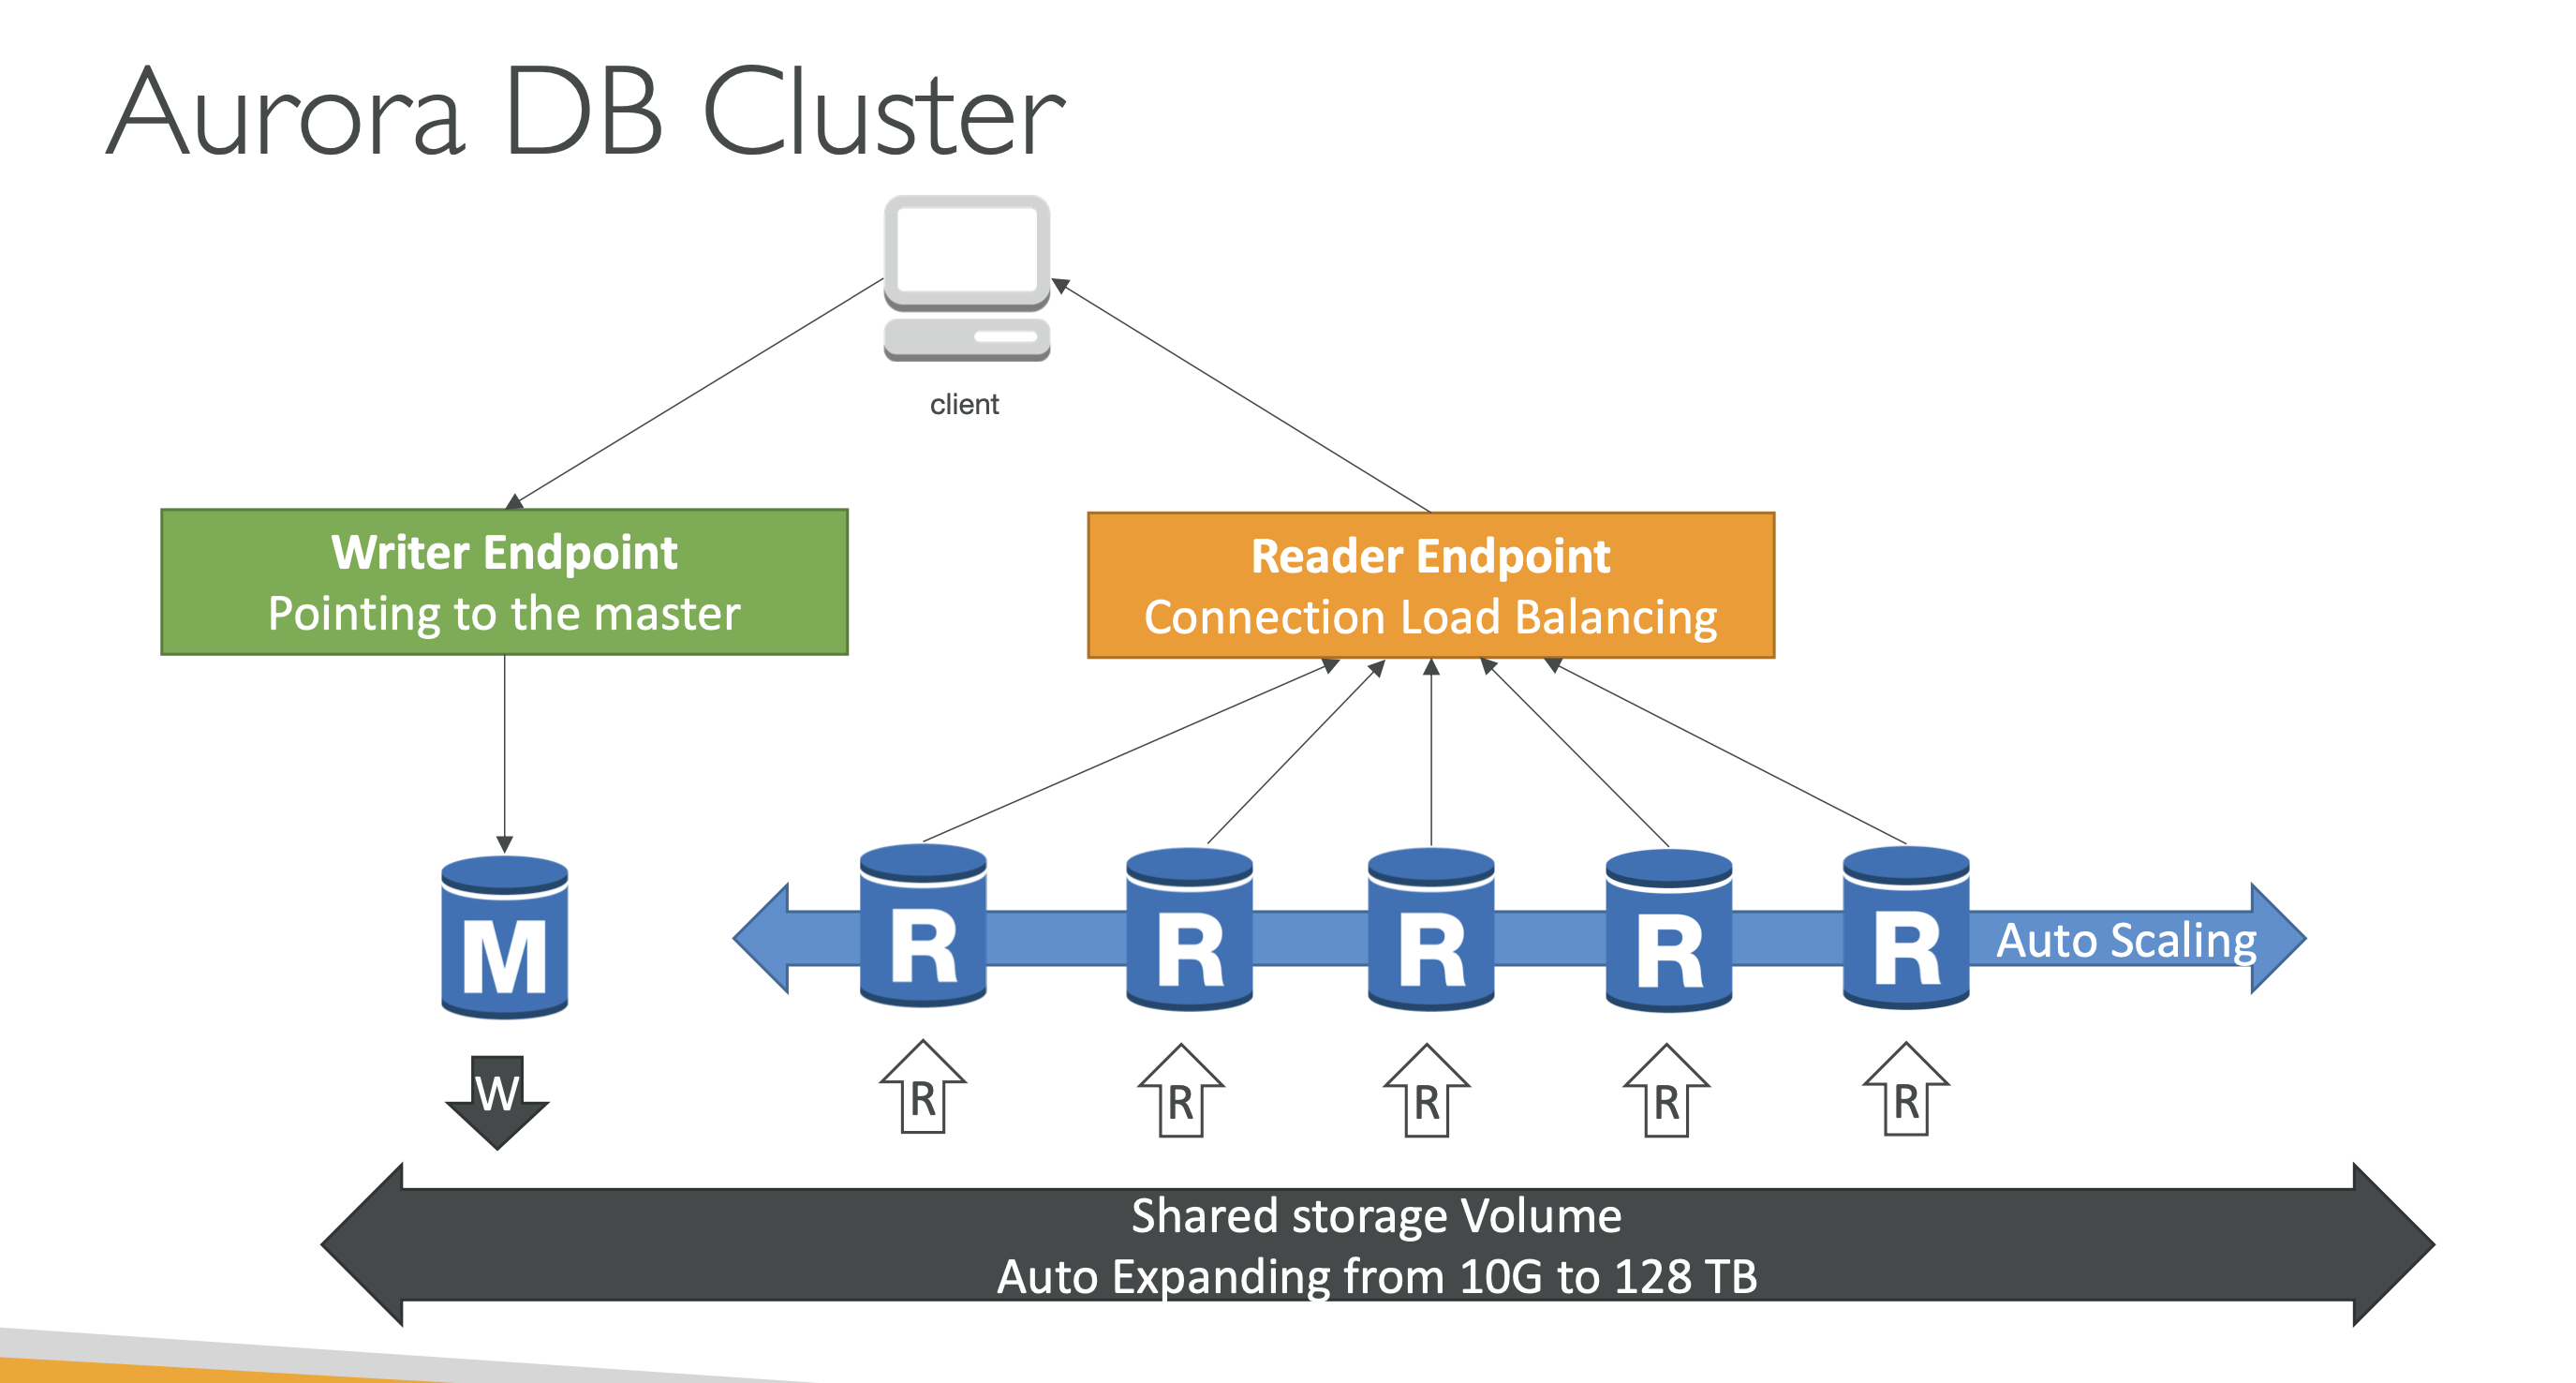 Aurora DB Cluster
client
Writer Endpoint
Pointing to the master
Reader Endpoint
Connection Load Balancing
M
R
R
R
R
R
Auto Scaling
W
R
R
R
R
R
Shared storage Volume
Auto Expanding from 10G to 128 TB